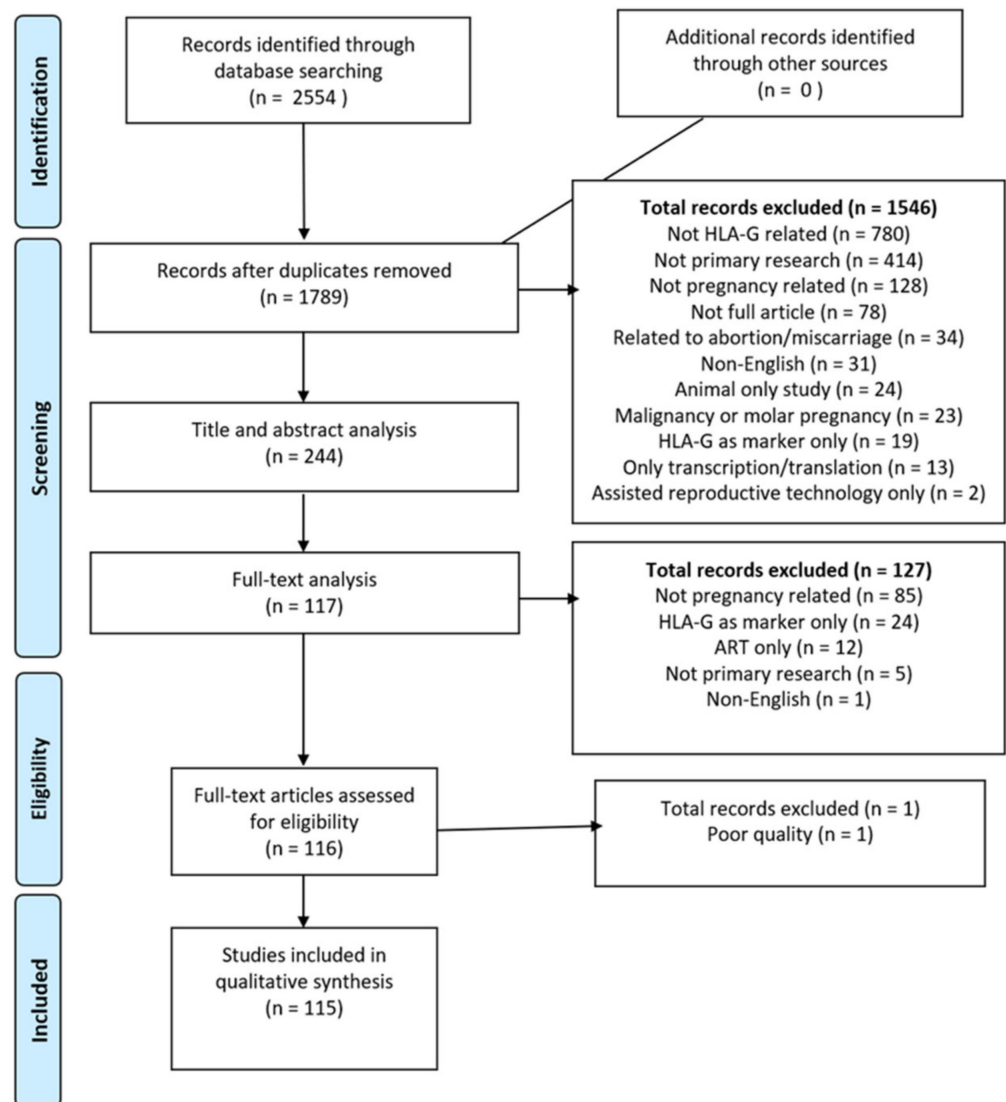 Identification
Records identified through
database searching
(n = 2554 )
Additional records identified
through other sources
(n = 0 )
Screening
Records after duplicates removed
(n = 1789)
Total records excluded (n = 1546)
Not HLA-G related (n = 780)
Not primary research (n = 414)
Not pregnancy related (n = 128)
Not full article (n = 78)
Related to abortion/miscarriage (n = 34)
Non-English (n = 31)
Animal only study (n = 24)
Malignancy or molar pregnancy (n = 23)
HLA-G as marker only (n = 19)
Only transcription/translation (n = 13)
Assisted reproductive technology only (n = 2)
Title and abstract analysis
(n = 244)
Full-text analysis
(n = 117)
Total records excluded (n = 127)
Not pregnancy related (n = 85)
HLA-G as marker only (n = 24)
ART only (n = 12)
Not primary research (n = 5)
Non-English (n = 1)
Eligibility
Full-text articles assessed
for eligibility
(n = 116)
Total records excluded (n = 1)
Poor quality (n = 1)
Included
Studies included in
qualitative synthesis
(n = 115)